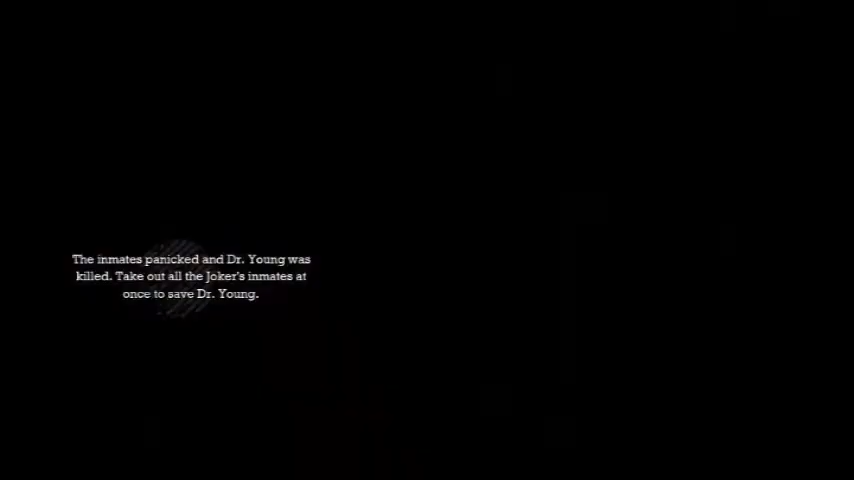 The inmates panicked and Dr. Young was
killed. Take out all the Joker's inmates at
once to save Dr. Young.